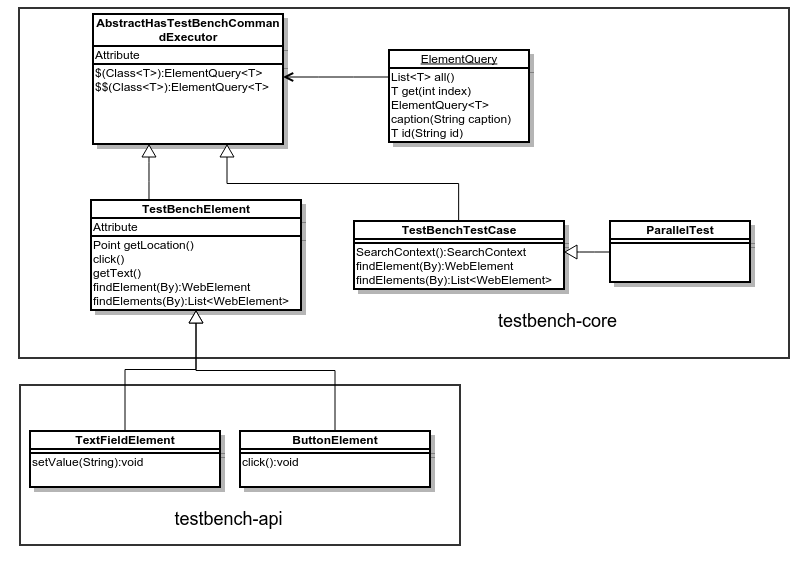 AbstractHasTestBenchComman
dExecutor
Attribute
$(Class<T>):ElementQuery<T>
$$(Class<T>):ElementQuery<T>
ElementQuery
List<T> all()
T get(int index)
ElementQuery<T>
caption(String caption)
T id(String id)
TestBenchElement
Attribute
Point getLocation()
click()
getText()
findElement(By):WebElement
findElements(By):List<WebElement>
TestBenchTestCase
SearchContext():SearchContext
findElement(By):WebElement
findElements(By):List<WebElement>
ParallelTest
testbench-core
TextFieldElement
setValue(String):void
ButtonElement
click():void
testbench-api